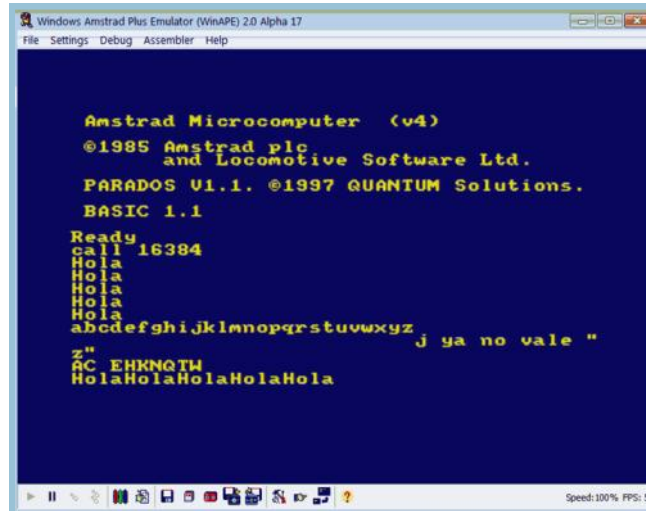 Windows Amstrad Plus Emulator (WinAPE) 2.0 Alpha 17
File Settings Debug Assembler Help
Amstrad Microcomputer (v4)
©1985 Amstrad plc
and Locomotive Software Ltd.
PARADOS V1.1. ©1997 QUANTUM Solutions.
BASIC 1.1
Ready
call 16384
Hola
Hola
Hola
Hola
Hola
abcdefghijklmnopqrstuvwxyz
j ya no vale "
z"
AC EHKNQTW
HolaHolaHolaHolaHola
Speed:100% FPS: